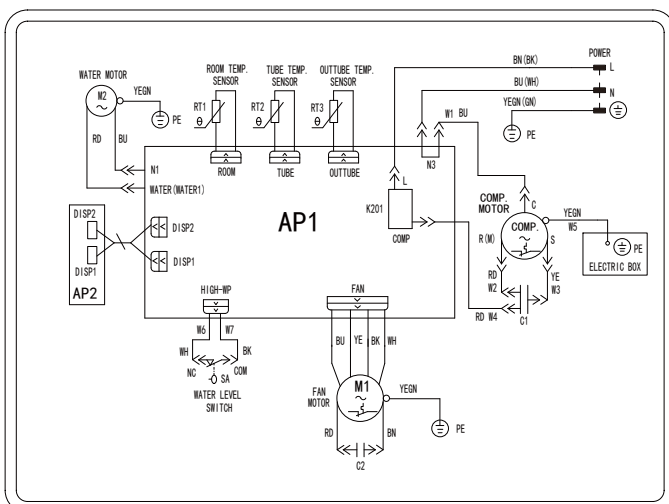 BN(BK)
POWER
L
BU(WH)
N
YEGN(GN)
PE
ROOM TEMP.
SENSOR
TUBE TEMP.
SENSOR
OUTTUBE TEMP.
SENSOR
WATER MOTOR
M2
YEGN
PE
RD
BU
RT1
θ
RT2
θ
RT3
θ
ROOM
TUBE
OUTTUBE
W1 BU
N1
WATER(WATER1)
N3
L
K201
COMP
AP1
COMP.
MOTOR
C
COMP.
R(M)
S
YEGN
W5
PE
ELECTRIC BOX
DISP2
DISP1
AP2
DISP2
DISP1
RD
W2
YE
W3
C1
RD W4
HIGH-WP
W6
W7
WH
BK
NC
COM
SA
WATER LEVEL
SWITCH
FAN
BU
YE
BK
WH
FAN
MOTOR
M1
YEGN
PE
RD
BN
C2